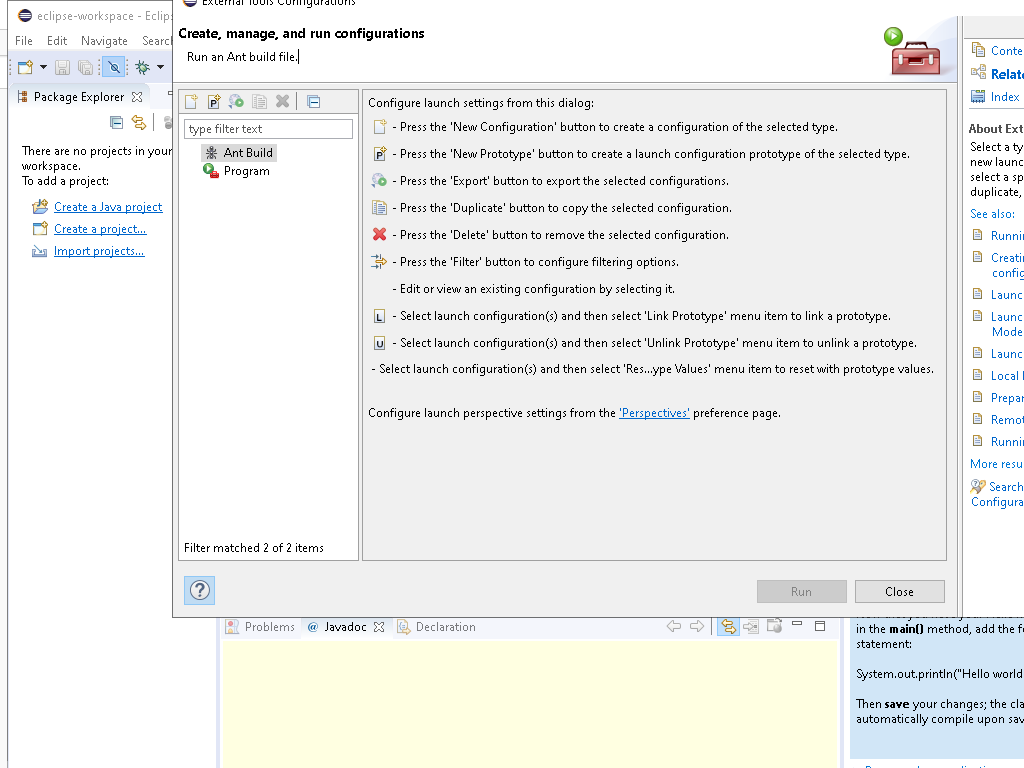 eclipse-workspace - Eclips
External Tools Configurations
File Edit Navigate Search
Create, manage, and run configurations
Run an Ant build file.
Package Explorer
There are no projects in your
workspace.
To add a project:
Create a Java project
Create a project...
Import projects...
type filter text
Ant Build
Program
Filter matched 2 of 2 items
Configure launch settings from this dialog:
- Press the 'New Configuration' button to create a configuration of the selected type.
P - Press the 'New Prototype' button to create a launch configuration prototype of the selected type.
- Press the 'Export' button to export the selected configurations.
- Press the 'Duplicate' button to copy the selected configuration.
- Press the 'Delete' button to remove the selected configuration.
- Press the 'Filter' button to configure filtering options.
- Edit or view an existing configuration by selecting it.
L - Select launch configuration(s) and then select 'Link Prototype' menu item to link a prototype.
U - Select launch configuration(s) and then select 'Unlink Prototype' menu item to unlink a prototype.
- Select launch configuration(s) and then select 'Res...ype Values' menu item to reset with prototype values.
Configure launch perspective settings from the 'Perspectives' preference page.
Run Close
Conte
Relate
Index
About Ext
Select a ty
new launc
select a sp
duplicate,
See also:
Runnin
Creatin
config
Launc
Launc
Mode
Launc
Local
Prepar
Remot
Runnin
More resu
Search
Configura
Problems @ Javadoc Declaration
in the main() method, add the fo
statement:
System.out.println("Hello world
Then save your changes; the cla
automatically compile upon sav